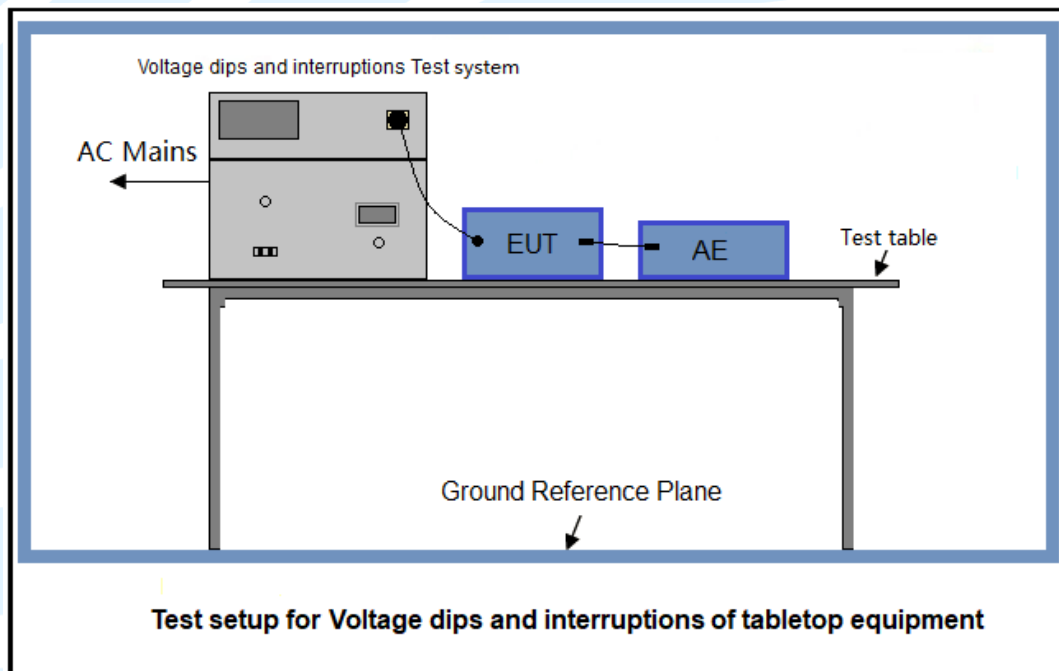 Voltage dips and interruptions Test system
AC Mains
EUT
AE
Test table
Ground Reference Plane
Test setup for Voltage dips and interruptions of tabletop equipment